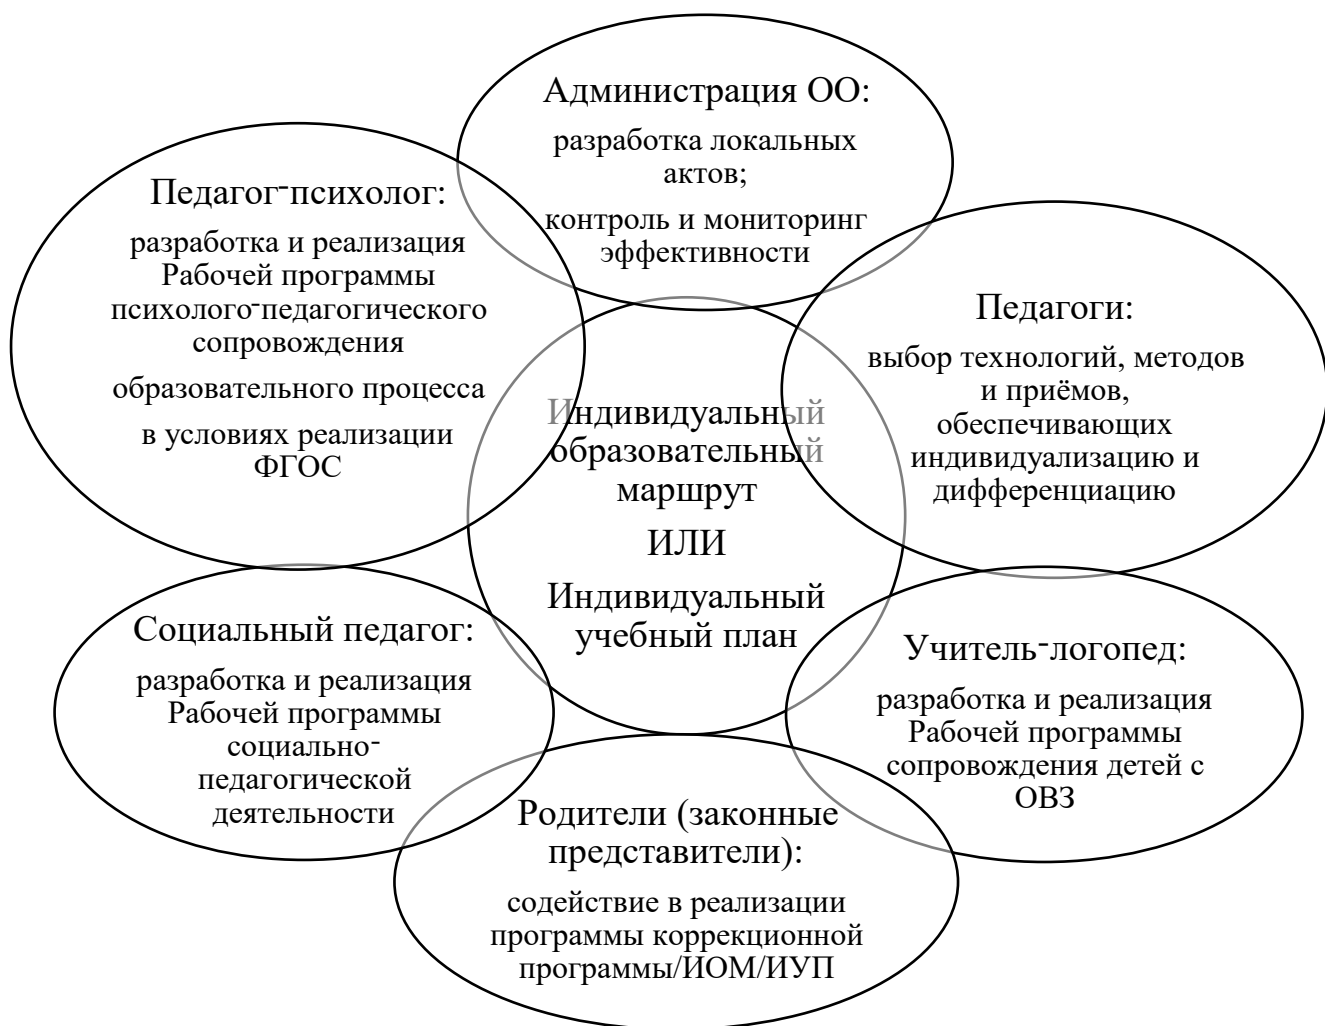 Администрация ОО:
разработка локальных
актов;
контроль и мониторинг
эффективности
Педагог-психолог:
разработка и реализация
Рабочей программы
психолого-педагогического
сопровождения
образовательного процесса
в условиях реализации
ФГОС
Педагоги:
выбор технологий, методов
и приёмов,
обеспечивающих
индивидуализацию и
дифференциацию
Индивидуальный
образовательный
маршрут
ИЛИ
Индивидуальный
учебный план
Социальный педагог:
разработка и реализация
Рабочей программы
социально-
педагогической
деятельности
Учитель-логопед:
разработка и реализация
Рабочей программы
сопровождения детей с
ОВЗ
Родители (законные
представители):
содействие в реализации
программы коррекционной
программы/ИОМ/ИУП